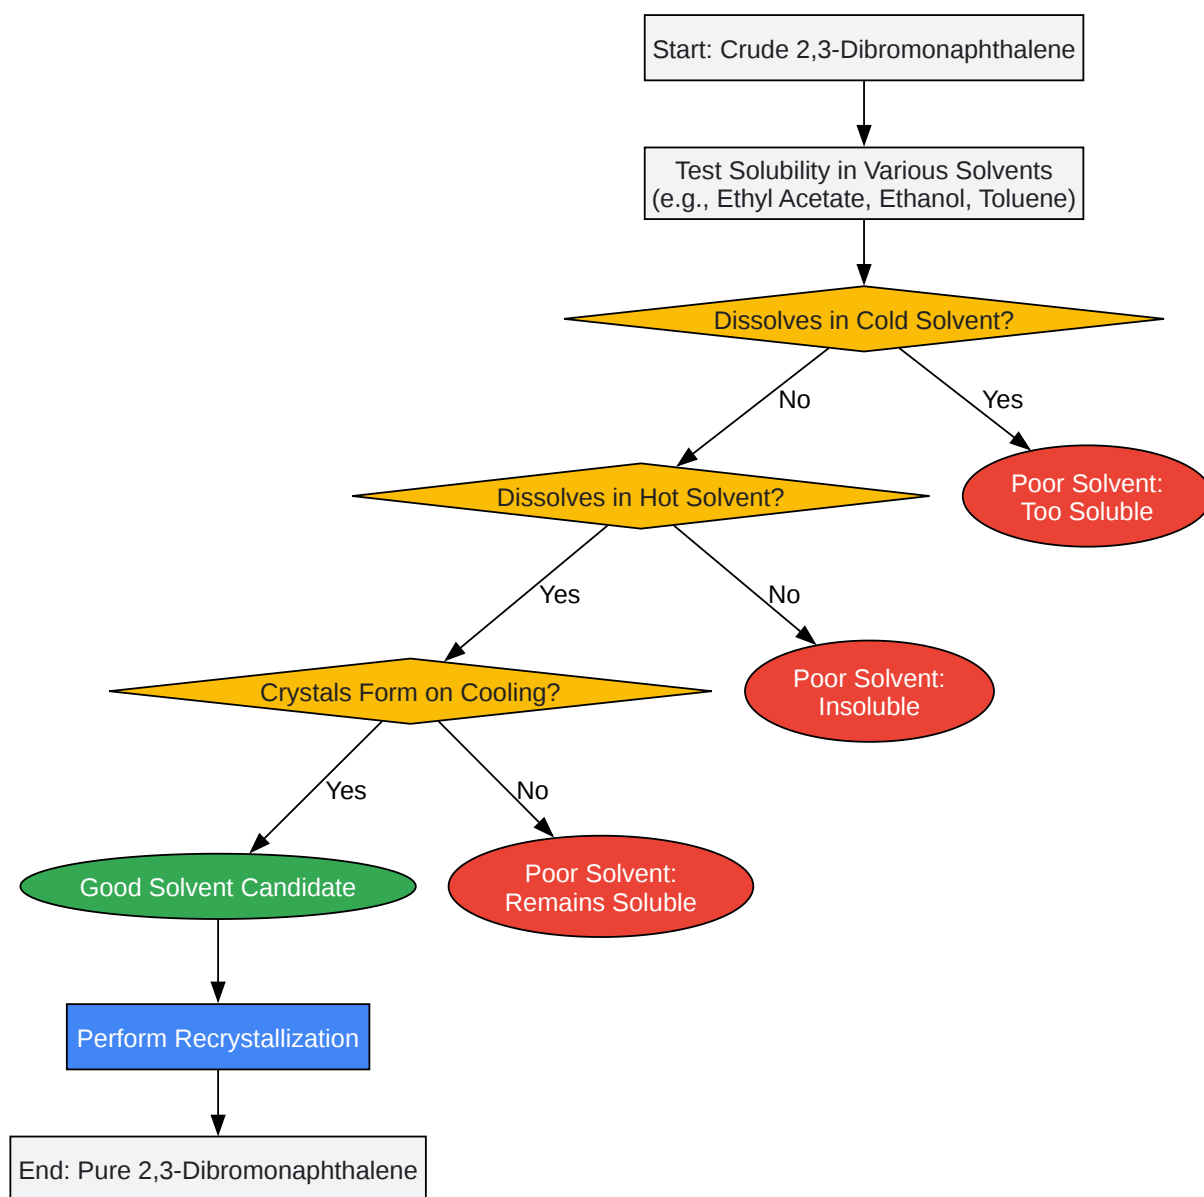 Start: Crude 2,3-Dibromonaphthalene
Test Solubility in Various Solvents
(e.g., Ethyl Acetate, Ethanol, Toluene)
Dissolves in Cold Solvent?
No
Yes
Dissolves in Hot Solvent?
Poor Solvent:
Too Soluble
Yes
No
Crystals Form on Cooling?
Poor Solvent:
Insoluble
Yes
No
Good Solvent Candidate
Poor Solvent:
Remains Soluble
Perform Recrystallization
End: Pure 2,3-Dibromonaphthalene